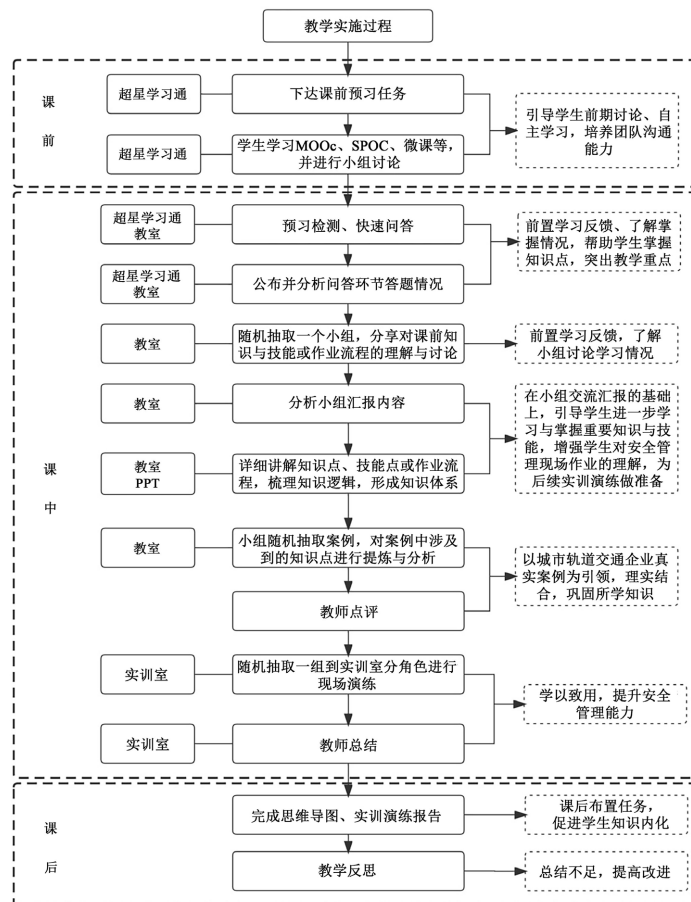 教学实施过程
课
前
超星学习通
下达课前预习任务
超星学习通
学生学习MOOc、SPOC、微课等，
并进行小组讨论
引导学生前期讨论、自
主学习，培养团队沟通
能力
课
中
超星学习通
教室
预习检测、快速问答
超星学习通
教室
公布并分析问答环节答题情况
前置学习反馈、了解掌
握情况，帮助学生掌握
知识点，突出教学重点
教室
随机抽取一个小组，分享对课前知
识与技能或作业流程的理解与讨论
前置学习反馈，了解
小组讨论学习情况
教室
分析小组汇报内容
教室
PPT
详细讲解知识点、技能点或作业流
程，梳理知识逻辑，形成知识体系
在小组交流汇报的基础
上，引导学生进一步学
习与掌握重要知识与技
能，增强学生对安全管
理现场作业的理解，为
后续实训演练做准备
教室
小组随机抽取案例，对案例中涉及
到的知识点进行提炼与分析
教师点评
以城市轨道交通企业真
实案例为引领，理实结
合，巩固所学知识
实训室
随机抽取一组到实训室分角色进行
现场演练
实训室
教师总结
学以致用，提升安全
管理能力
课
后
完成思维导图、实训演练报告
课后布置任务，
促进学生知识内化
教学反思
总结不足，提高改进